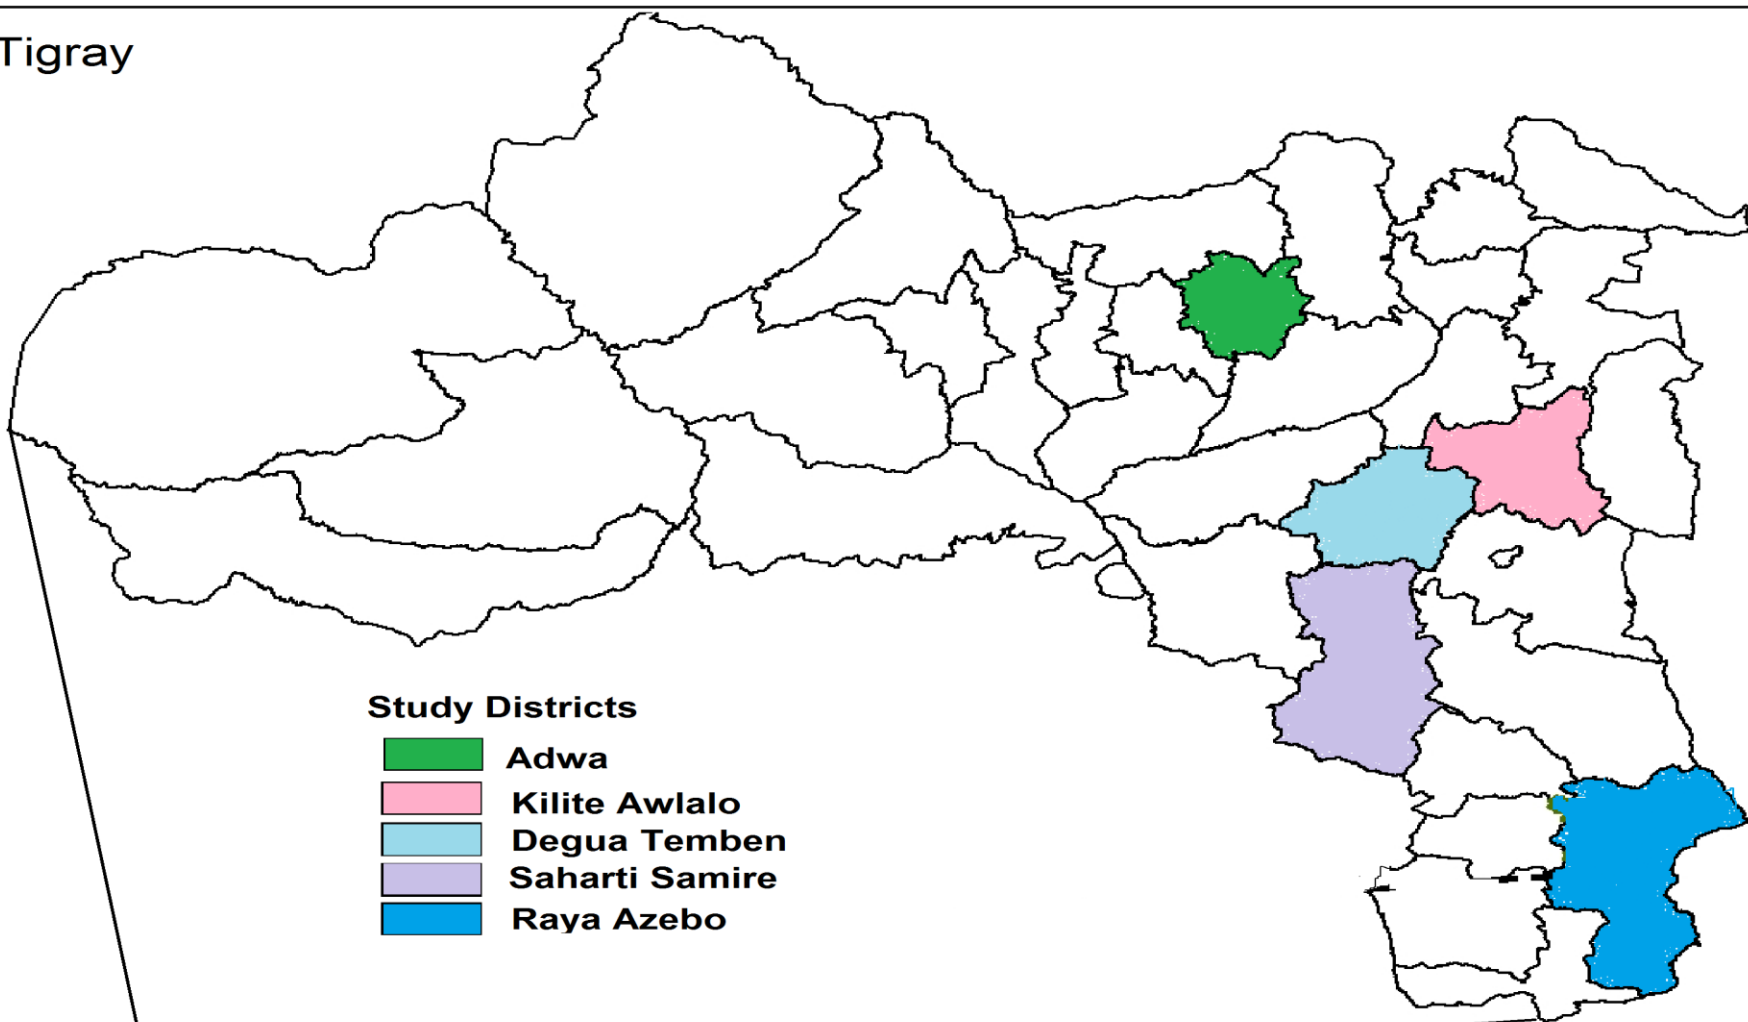 Tigray
Study Districts
Adwa
Kilite Awlalo
Degua Temben
Saharti Samire
Raya Azebo